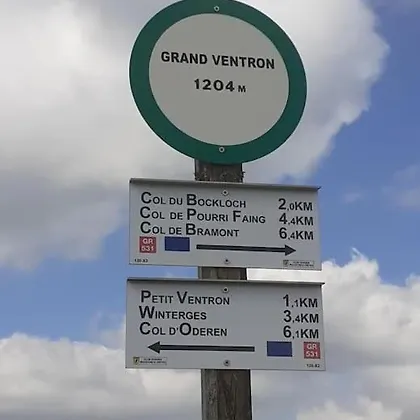 GRAND VENTRON
1204 M
COL DU BOCKLOCH 2,0KM
COL DE POURRI FAING 4,4KM
COL DE BRAMONT 6,4KM
GR
531
PETIT VENTRON 1,1KM
WINTERGES 3,4KM
COL D'ODEREN 6,1KM
GR
531